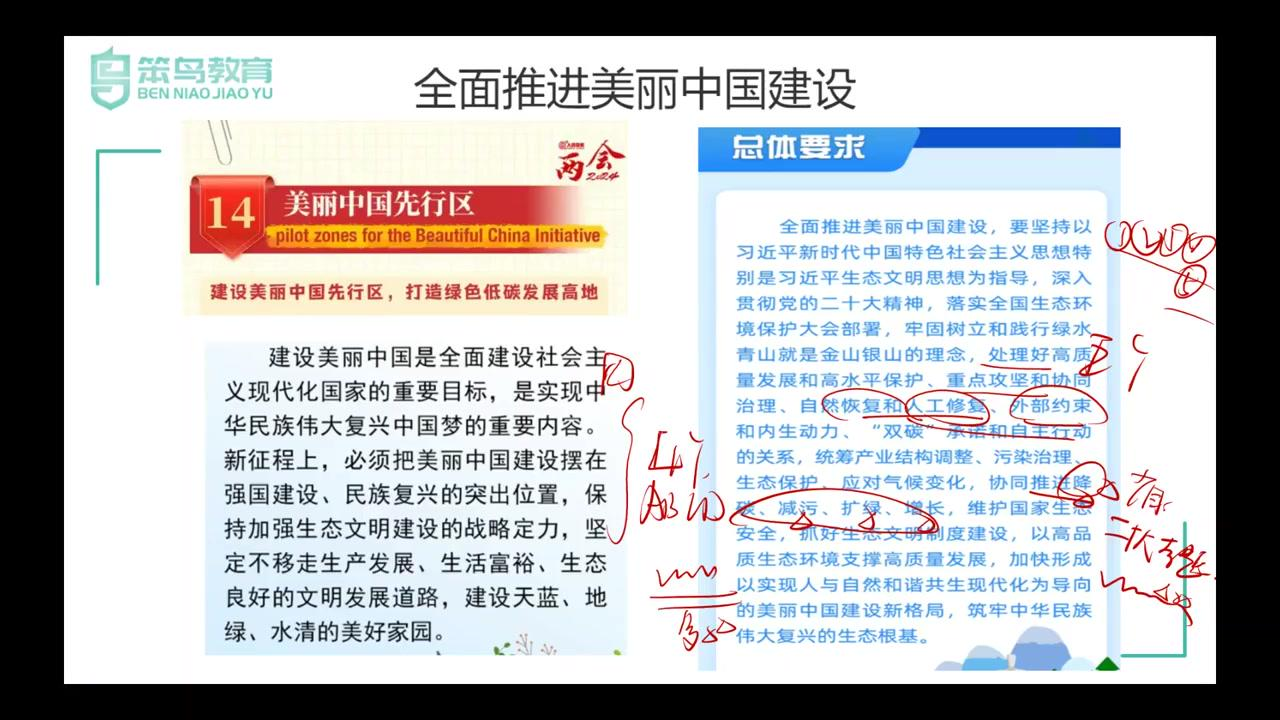 笨鸟教育
BEN NIAO JIAO YU
全面推进美丽中国建设
两会
2024
14
美丽中国先行区
pilot zones for the Beautiful China Initiative
建设美丽中国先行区，打造绿色低碳发展高地
建设美丽中国是全面建设社会主
义现代化国家的重要目标，是实现中
华民族伟大复兴中国梦的重要内容。
新征程上，必须把美丽中国建设摆在
强国建设、民族复兴的突出位置，保
持加强生态文明建设的战略定力，坚
定不移走生产发展、生活富裕、生态
良好的文明发展道路，建设天蓝、地
绿、水清的美好家园。
总体要求
全面推进美丽中国建设，要坚持以
习近平新时代中国特色社会主义思想特
别是习近平生态文明思想为指导，深入
贯彻党的二十大精神，落实全国生态环
境保护大会部署，牢固树立和践行绿水
青山就是金山银山的理念，处理好高质
量发展和高水平保护、重点攻坚和协同
治理、自然恢复和人工修复、外部约束
和内生动力、“双碳”承诺和自主行动
的关系，统筹产业结构调整、污染治理、
生态保护、应对气候变化，协同推进降
碳、减污、扩绿、增长，维护国家生态
安全，抓好生态文明制度建设，以高品
质生态环境支撑高质量发展，加快形成
以实现人与自然和谐共生现代化为导向
的美丽中国建设新格局，筑牢中华民族
伟大复兴的生态根基。